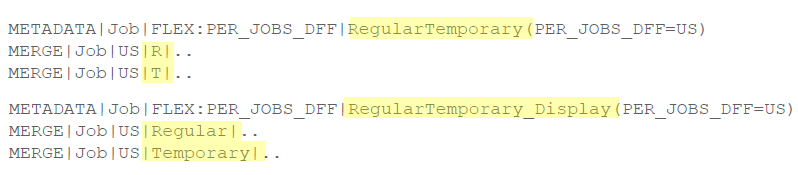 METADATA|Job|FLEX:PER_JOBS_DFF|RegularTemporary(PER_JOBS_DFF=US)
MERGE|Job|US|R|..
MERGE|Job|US|T|..
METADATA|Job|FLEX:PER_JOBS_DFF|RegularTemporary_Display(PER_JOBS_DFF=US)
MERGE|Job|US|Regular|..
MERGE|Job|US|Temporary|..